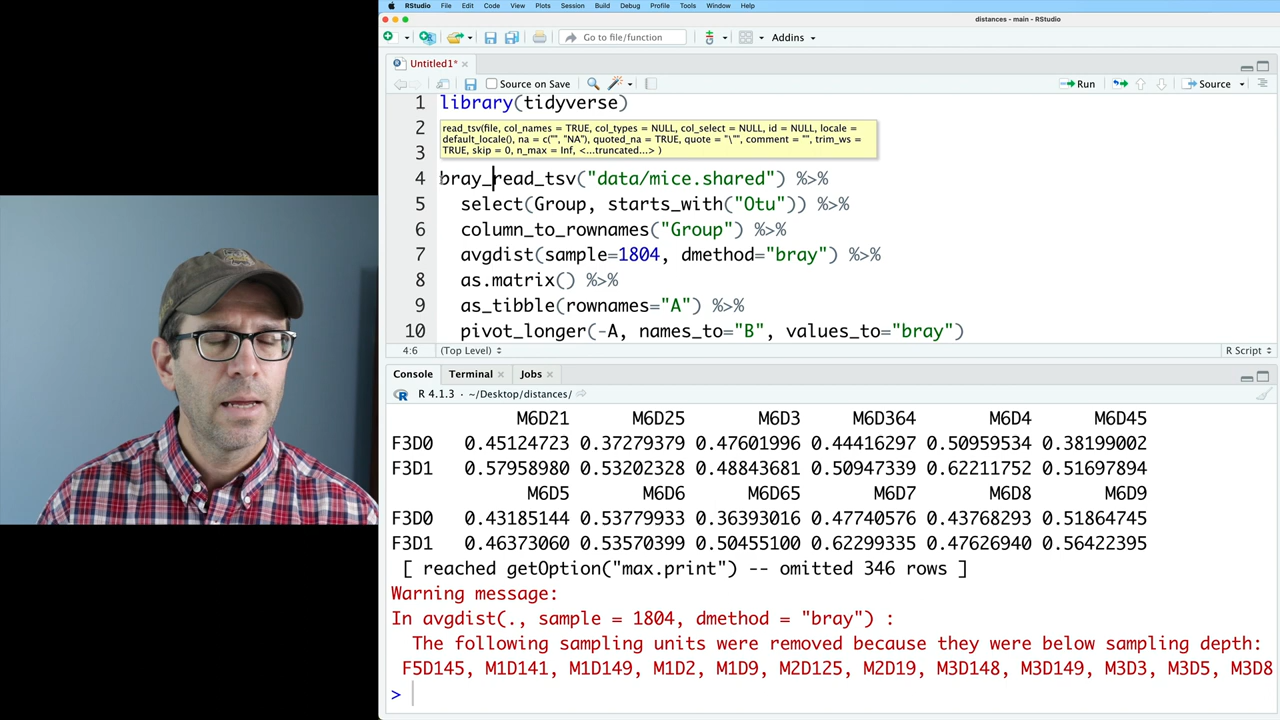 RStudio File Edit Code View Plots Session Build Debug Profile Tools Window Help
distances - main - RStudio
Go to file/function Addins
Untitled1*
Source on Save Run Source
1 library(tidyverse)
2
read_tsv(file, col_names = TRUE, col_types = NULL, col_select = NULL, id = NULL, locale =
default_locale(), na = c("", "NA"), quoted_na = TRUE, quote = "\"", comment = "", trim_ws =
TRUE, skip = 0, n_max = Inf, <...truncated...> )
3
4 bray_read_tsv("data/mice.shared") %>%
5 select(Group, starts_with("Otu")) %>%
6 column_to_rownames("Group") %>%
7 avgdist(sample=1804, dmethod="bray") %>%
8 as.matrix() %>%
9 as_tibble(rownames="A") %>%
10 pivot_longer(-A, names_to="B", values_to="bray")
4:6 (Top Level) R Script
Console Terminal Jobs
R 4.1.3 · ~/Desktop/distances/
M6D21 M6D25 M6D3 M6D364 M6D4 M6D45
F3D0 0.45124723 0.37279379 0.47601996 0.44416297 0.50959534 0.38199002
F3D1 0.57958980 0.53202328 0.48843681 0.50947339 0.62211752 0.51697894
M6D5 M6D6 M6D65 M6D7 M6D8 M6D9
F3D0 0.43185144 0.53779933 0.36393016 0.47740576 0.43768293 0.51864745
F3D1 0.46373060 0.53570399 0.50455100 0.62299335 0.47626940 0.56422395
[ reached getOption("max.print") -- omitted 346 rows ]
Warning message:
In avgdist(., sample = 1804, dmethod = "bray") :
The following sampling units were removed because they were below sampling depth:
F5D145, M1D141, M1D149, M1D2, M1D9, M2D125, M2D19, M3D148, M3D149, M3D3, M3D5, M3D8
>